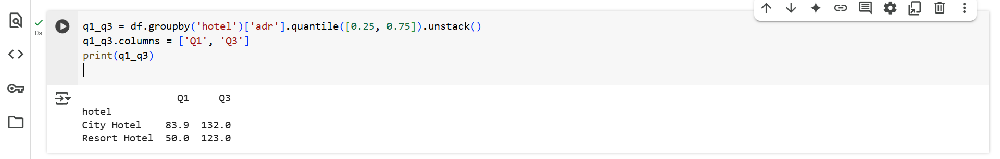 0s
q1_q3 = df.groupby('hotel')['adr'].quantile([0.25, 0.75]).unstack()
q1_q3.columns = ['Q1', 'Q3']
print(q1_q3)
                Q1     Q3
hotel
City Hotel    83.9  132.0
Resort Hotel  50.0  123.0